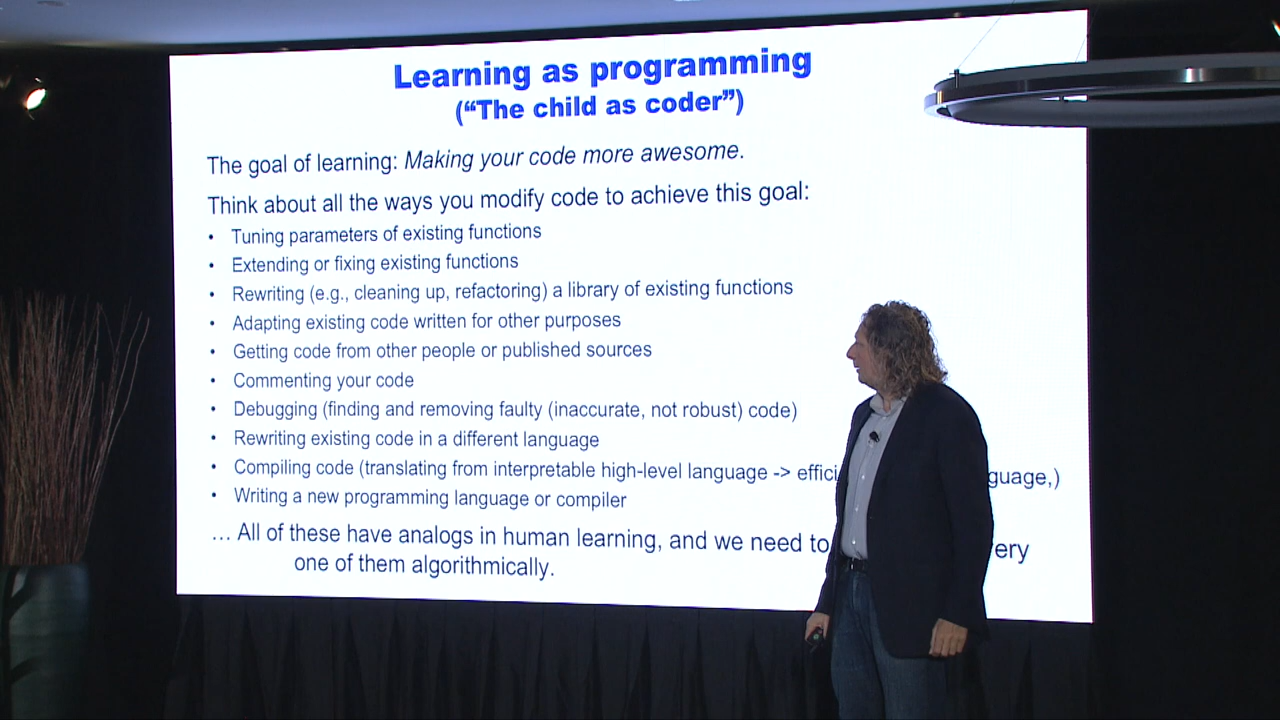 Learning as programming
(“The child as coder”)
The goal of learning: Making your code more awesome.
Think about all the ways you modify code to achieve this goal:
• Tuning parameters of existing functions
• Extending or fixing existing functions
• Rewriting (e.g., cleaning up, refactoring) a library of existing functions
• Adapting existing code written for other purposes
• Getting code from other people or published sources
• Commenting your code
• Debugging (finding and removing faulty (inaccurate, not robust) code)
• Rewriting existing code in a different language
• Compiling code (translating from interpretable high-level language -> effici guage,)
• Writing a new programming language or compiler
… All of these have analogs in human learning, and we need to ery
one of them algorithmically.